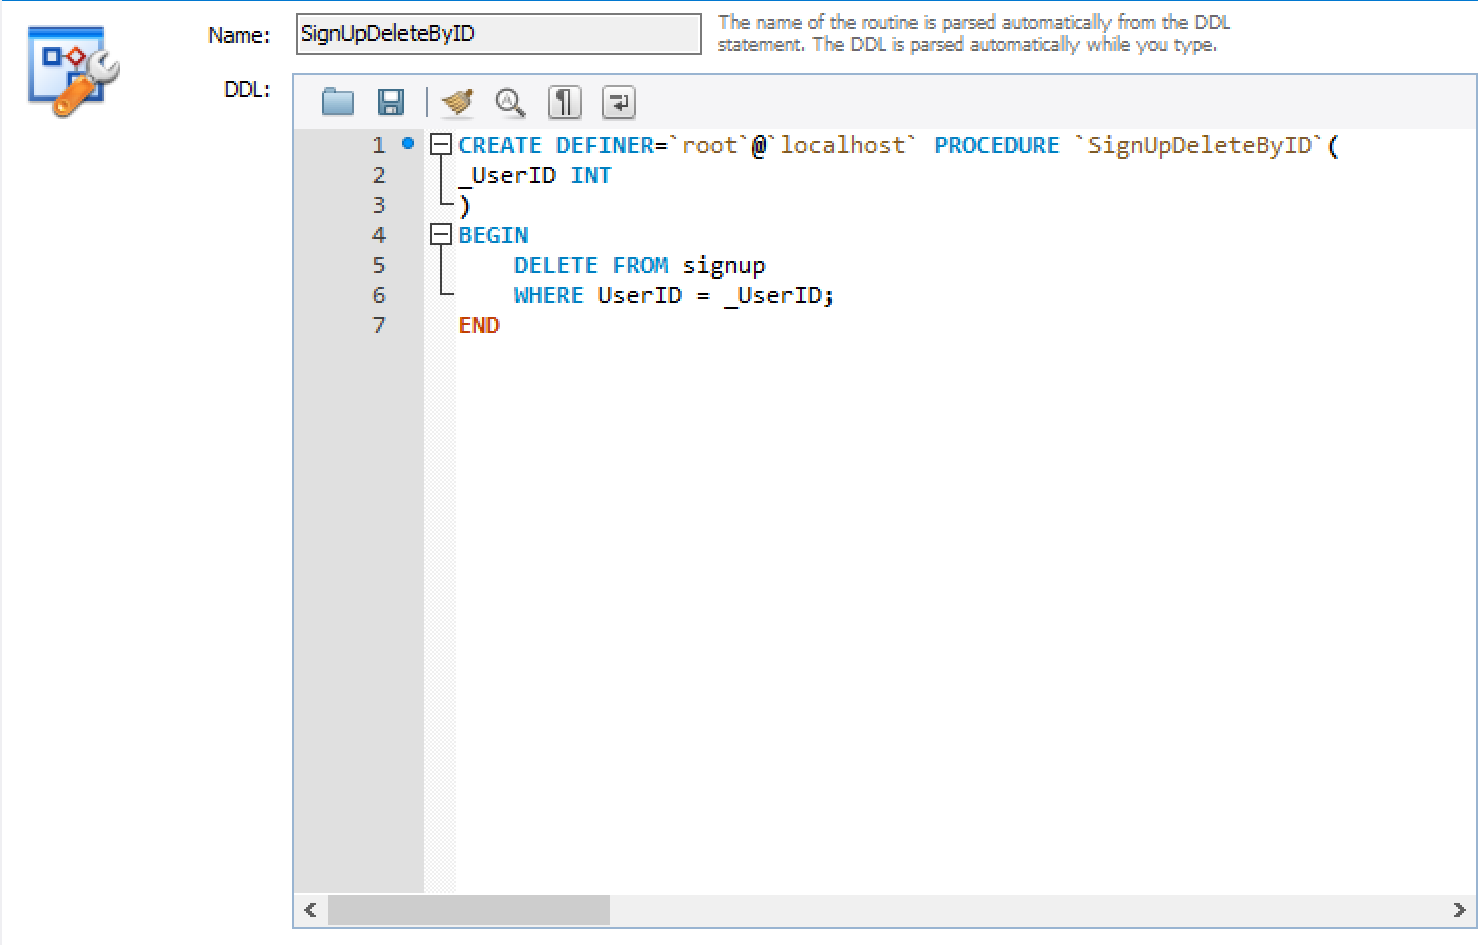 Name:
SignUpDeleteByID
The name of the routine is parsed automatically from the DDL
statement. The DDL is parsed automatically while you type.
DDL:
1 CREATE DEFINER=`root`@`localhost` PROCEDURE `SignUpDeleteByID`(
2 _UserID INT
3 )
4 BEGIN
5 DELETE FROM signup
6 WHERE UserID = _UserID;
7 END